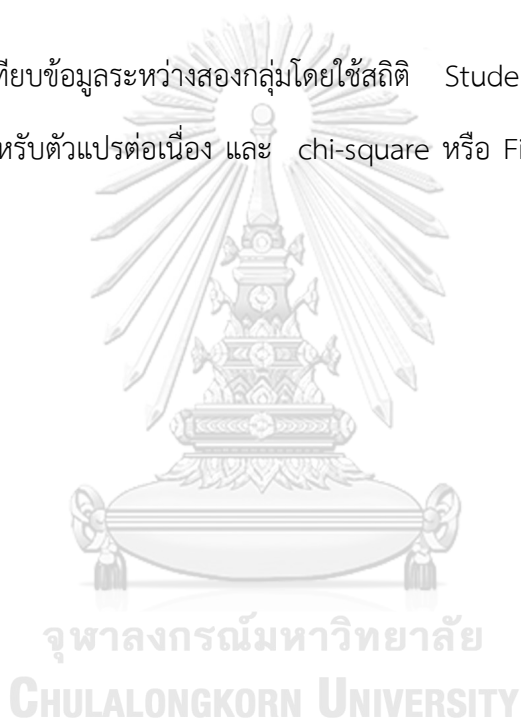 ทียบข้อมูลระหว่างสองกลุ่มโดยใช้สถิติ Stude
หรับตัวแปรต่อเนื่อง และ chi-square หรือ Fi
จุฬาลงกรณ์มหาวิทยาลัย
CHULALONGKORN UNIVERSITY